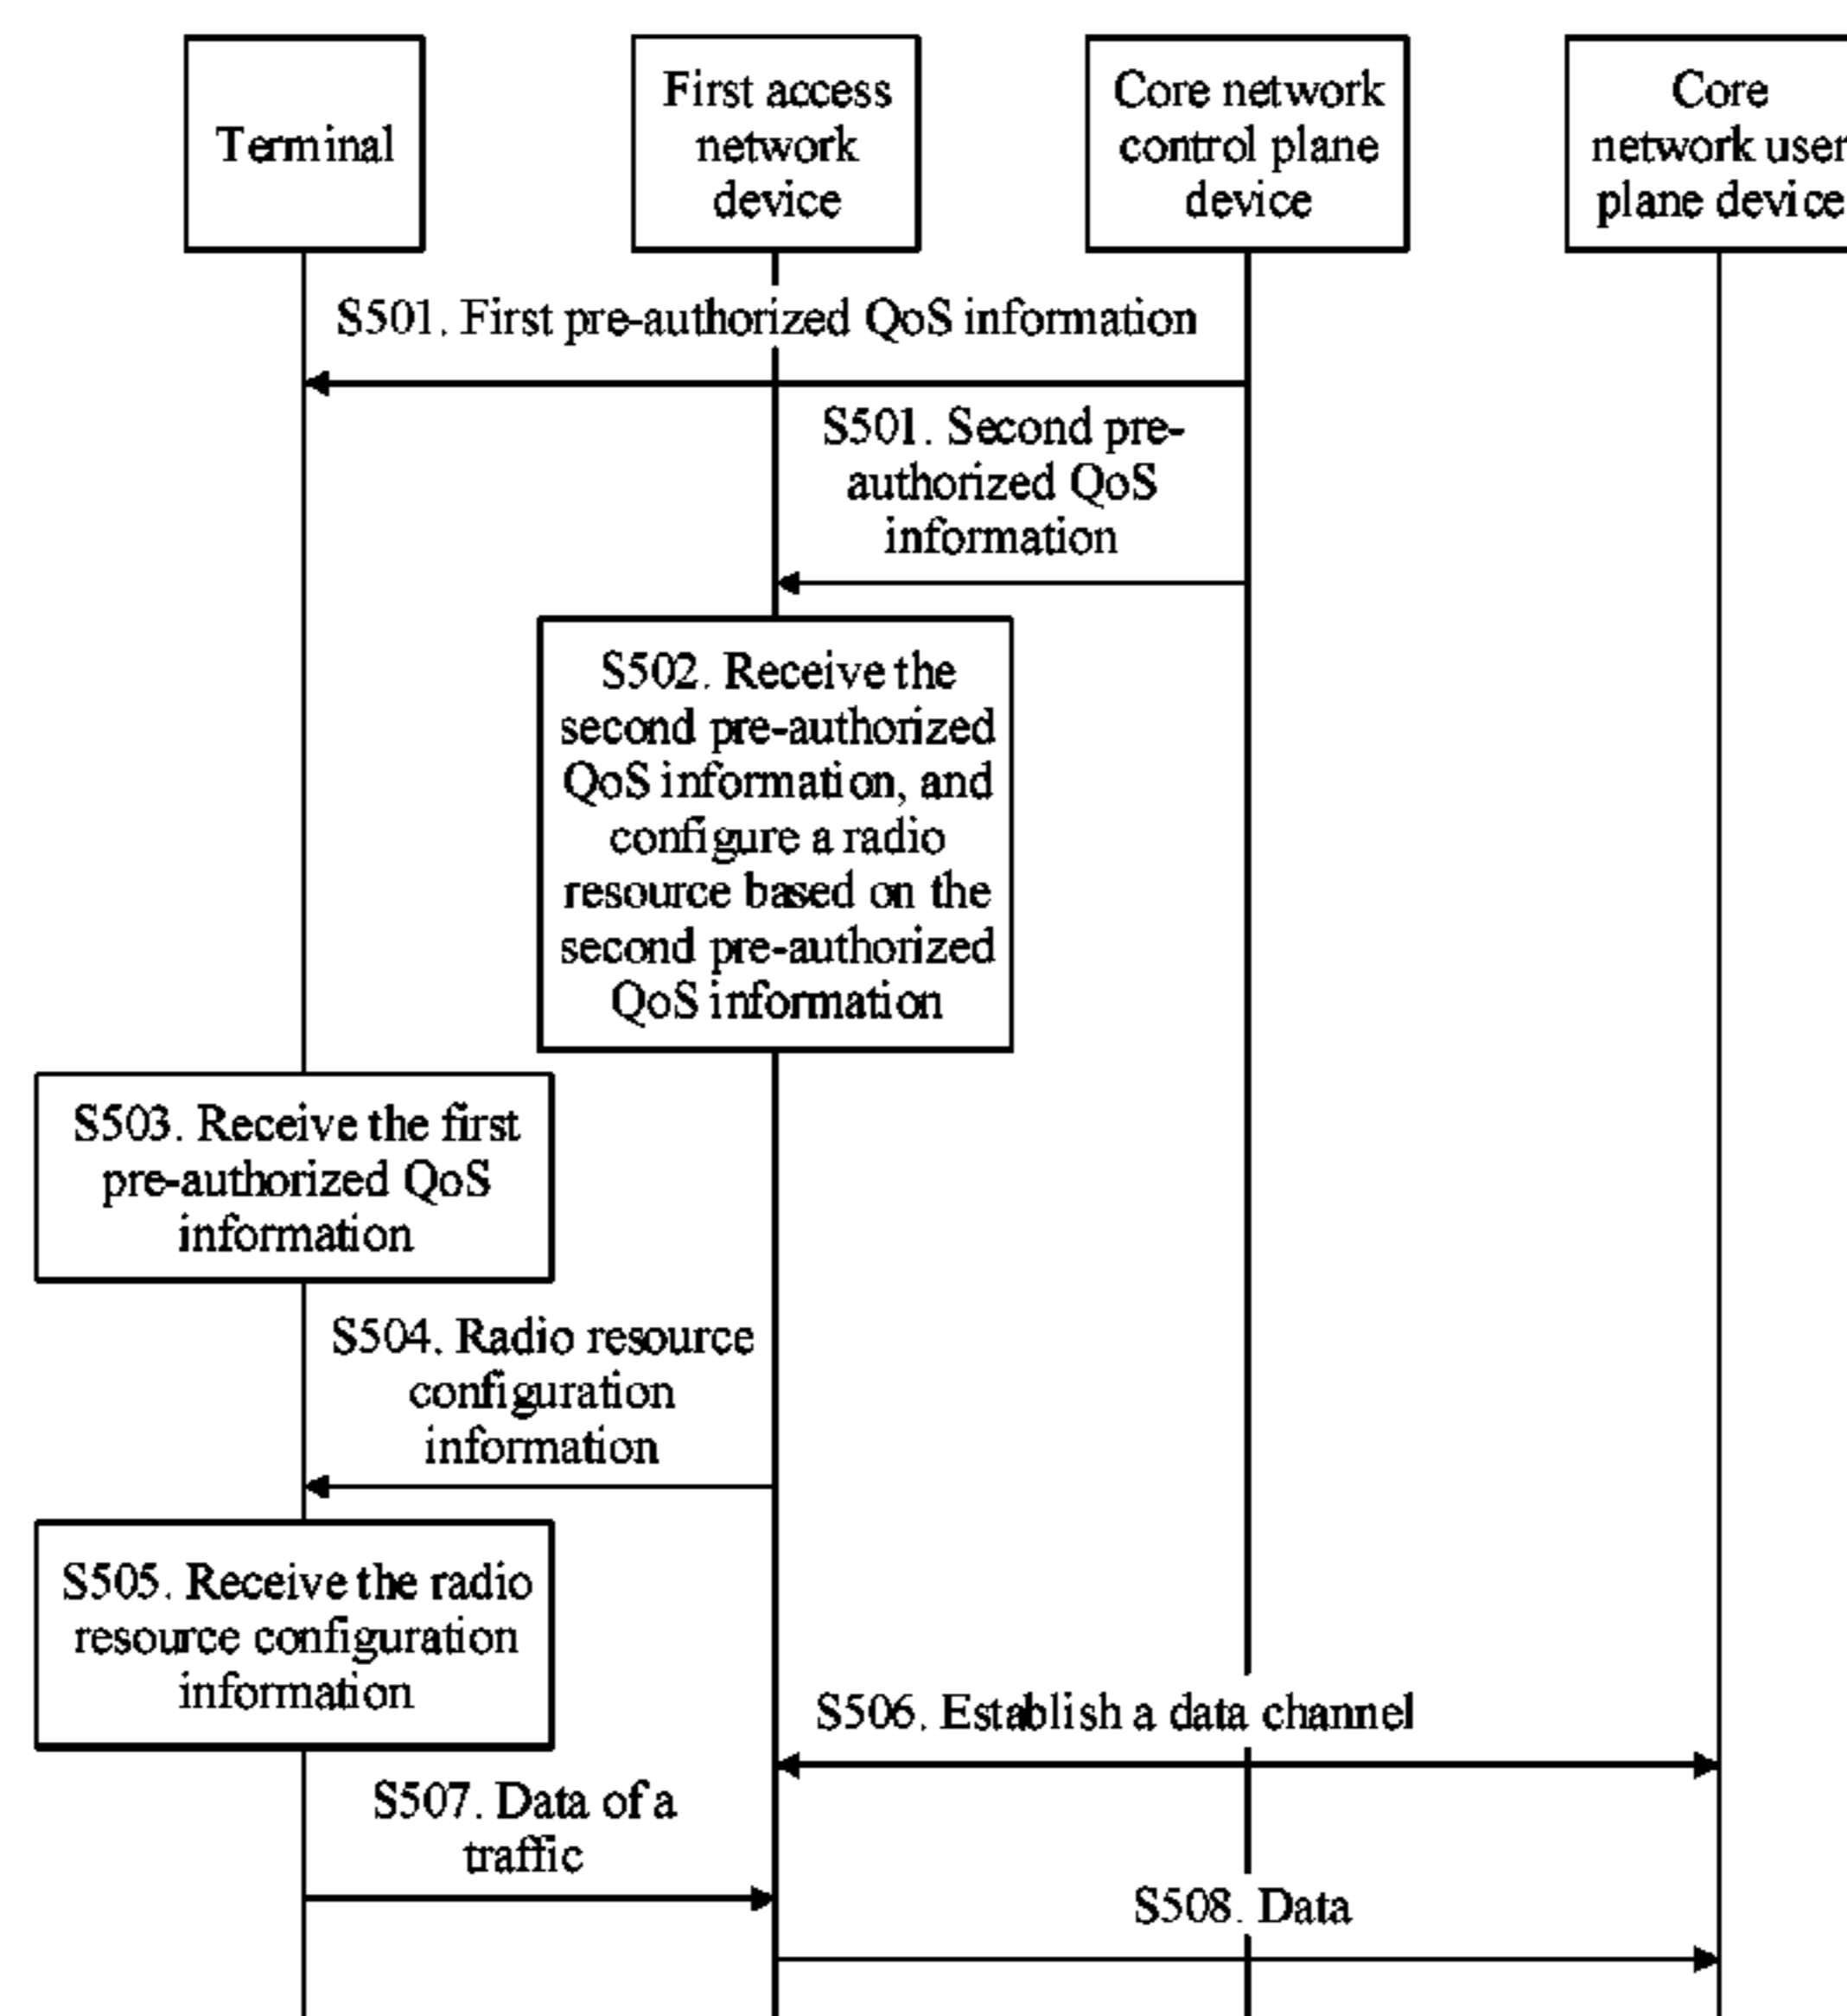 Terminal
First access
network
device
Core network
control plane
device
Core
network user
plane device
S501. First pre-authorized QoS information
S501. Second pre-
authorized QoS
information
S502. Receive the
second pre-authorized
QoS information, and
configure a radio
resource based on the
second pre-authorized
QoS information
S503. Receive the first
pre-authorized QoS
information
S504. Radio resource
configuration
information
S505. Receive the radio
resource configuration
information
S506. Establish a data channel
S507. Data of a
traffic
S508. Data